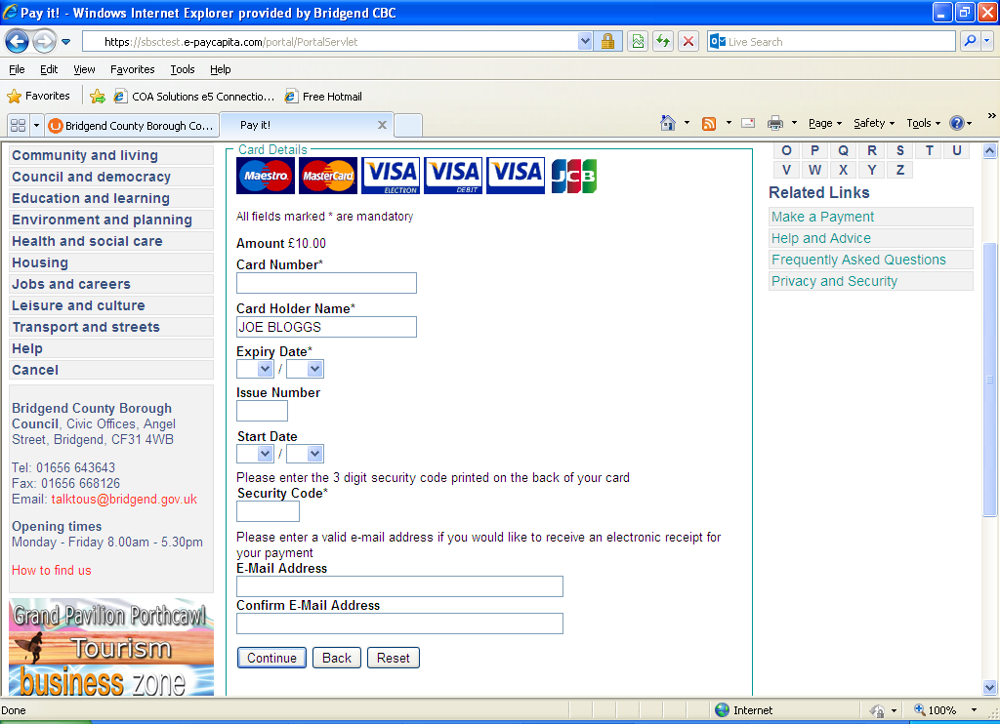 Pay it! - Windows Internet Explorer provided by Bridgend CBC
https://sbsctest.e-paycapita.com/portal/PortalServlet
Live Search
File Edit View Favorites Tools Help
Favorites COA Solutions e5 Connectio... Free Hotmail
Bridgend County Borough Co... Pay it! Page Safety Tools
Community and living
Council and democracy
Education and learning
Environment and planning
Health and social care
Housing
Jobs and careers
Leisure and culture
Transport and streets
Help
Cancel
Bridgend County Borough
Council, Civic Offices, Angel
Street, Bridgend, CF31 4WB
Tel: 01656 643643
Fax: 01656 668126
Email: talktous@bridgend.gov.uk
Opening times
Monday - Friday 8.00am - 5.30pm
How to find us
Grand Pavilion Porthcawl
Tourism
business zone
Card Details
Maestro MasterCard VISA ELECTRON VISA DEBIT VISA JCB
All fields marked * are mandatory
Amount £10.00
Card Number*
Card Holder Name*
JOE BLOGGS
Expiry Date*
/
Issue Number
Start Date
/
Please enter the 3 digit security code printed on the back of your card
Security Code*
Please enter a valid e-mail address if you would like to receive an electronic receipt for
your payment
E-Mail Address
Confirm E-Mail Address
Continue Back Reset
O P Q R S T U
V W X Y Z
Related Links
Make a Payment
Help and Advice
Frequently Asked Questions
Privacy and Security
Done Internet 100%